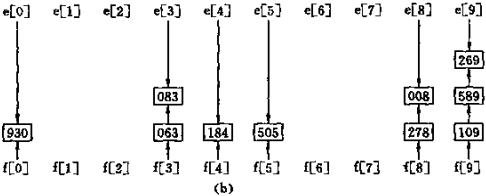 e[0] e[1] e[2] e[3] e[4] e[5] e[6] e[7] e[8] e[9]
269
083 008 589
930 063 184 505 278 109
f[0] f[1] f[2] f[3] f[4] f[5] f[6] f[7] f[8] f[9]
(b)